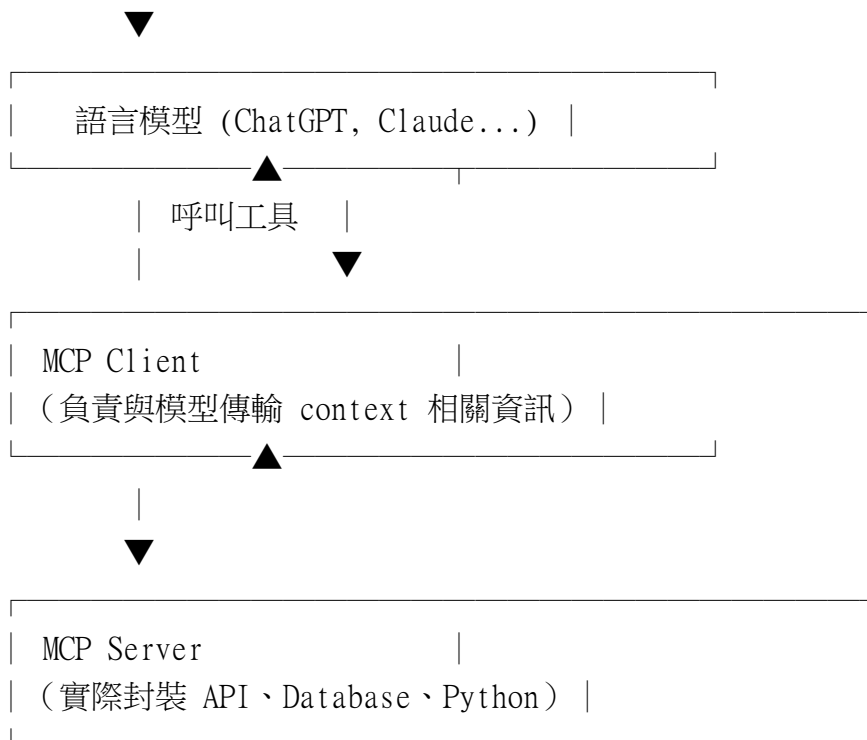 語言模型 (ChatGPT, Claude...)
呼叫工具
MCP Client
（負責與模型傳輸 context 相關資訊）
MCP Server
（實際封裝 API、Database、Python）